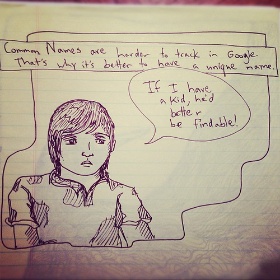 Common Names are harder to track in Google.
That's why it's better to have a unique name.
If I have
a kid, he'd
better
be findable!